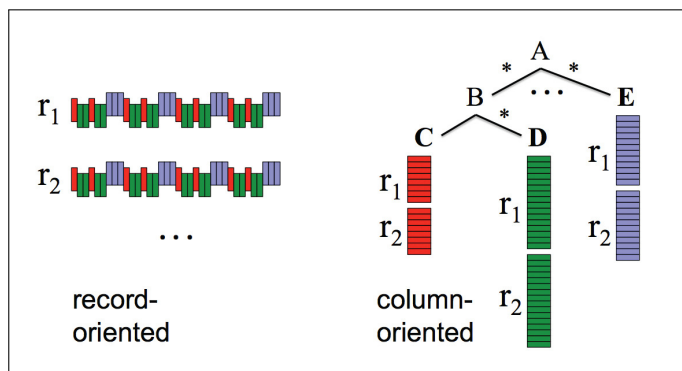 r1
r2
...
record-
oriented
A
* *
B ... E
*
C D
r1
r2
r1
r2
r1
r2
column-
oriented